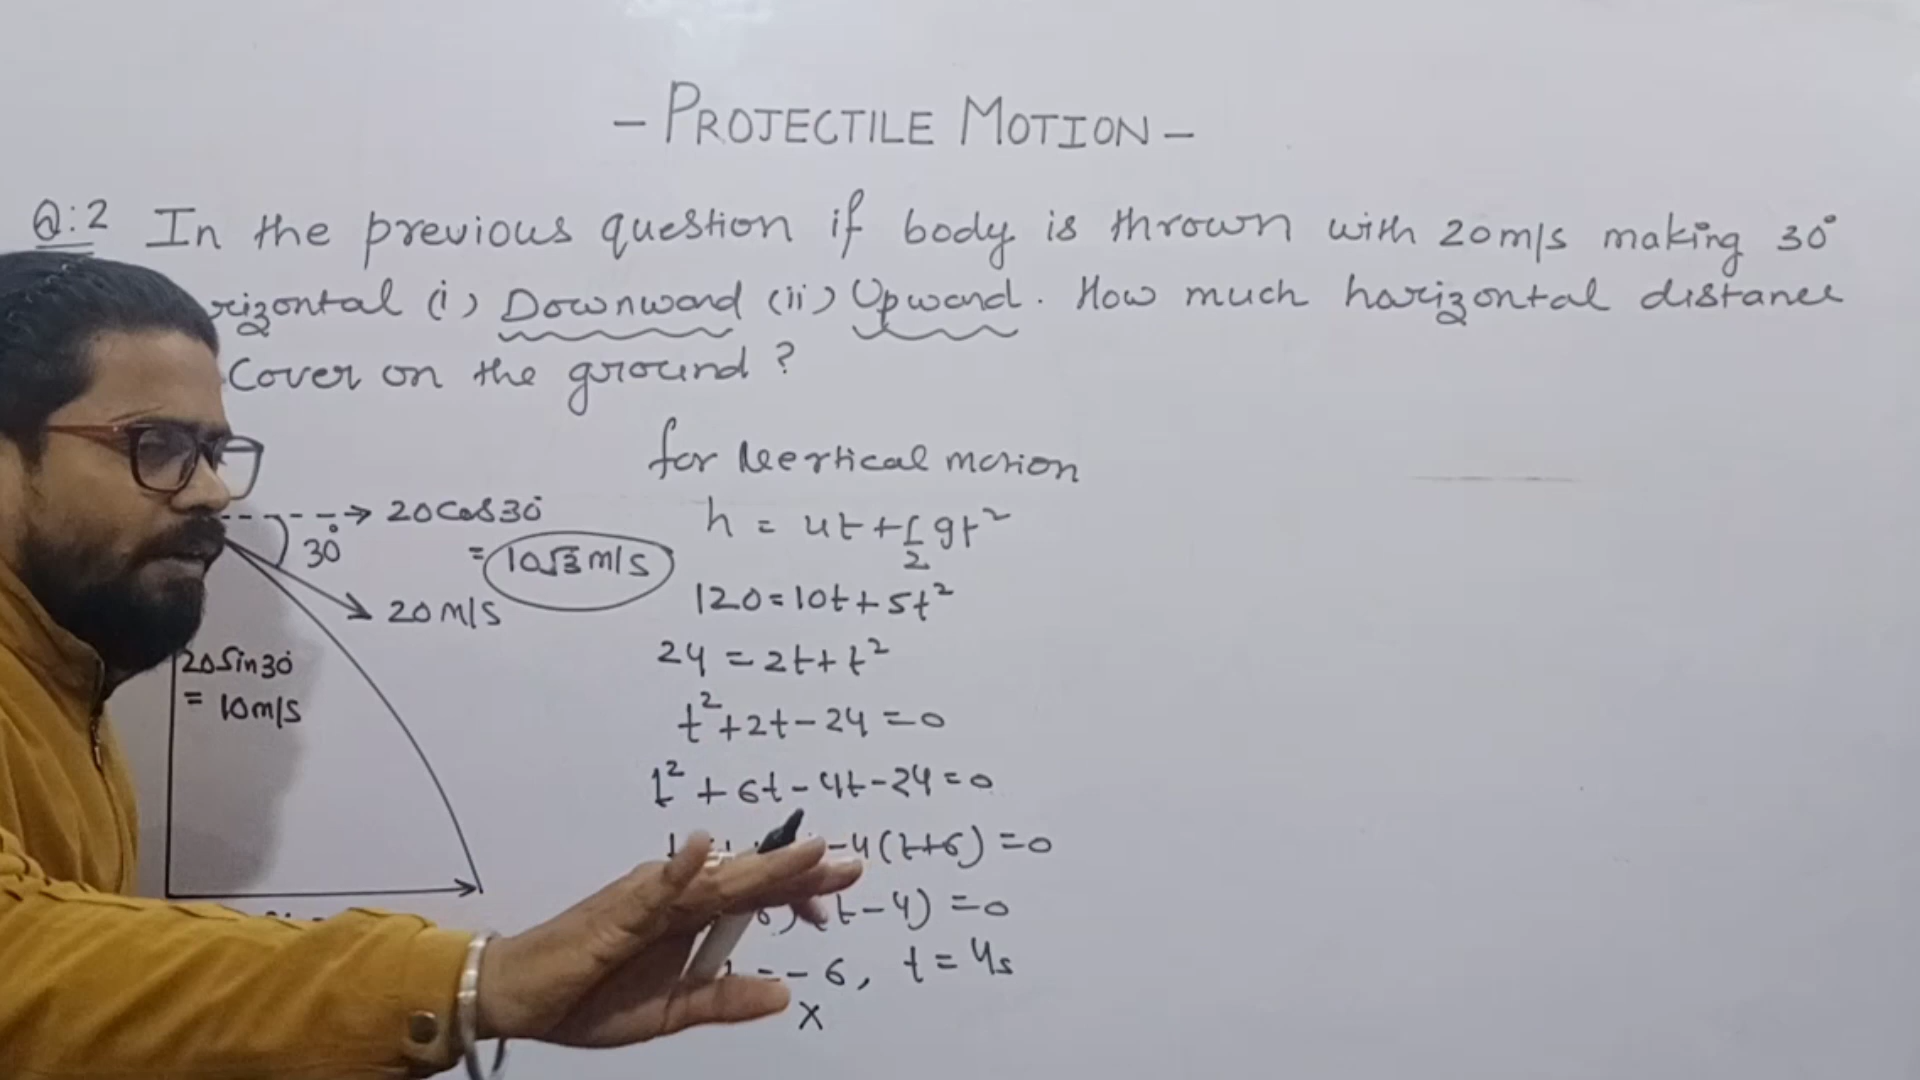 - PROJECTILE MOTION -
Q:2 In the previous question if body is thrown with 20m/s making 30°
rizontal (i) Downward (ii) Upward. How much horizontal distance
Cover on the ground?
20Cos30°
= 10√3 m/s
30°
20 m/s
20Sin30°
= 10m/s
for Vertical motion
h = ut + 1/2 gt²
120 = 10t + 5t²
24 = 2t + t²
t² + 2t - 24 = 0
t² + 6t - 4t - 24 = 0
-4(t+6) = 0
(t-4) = 0
= -6, t = 4s
X